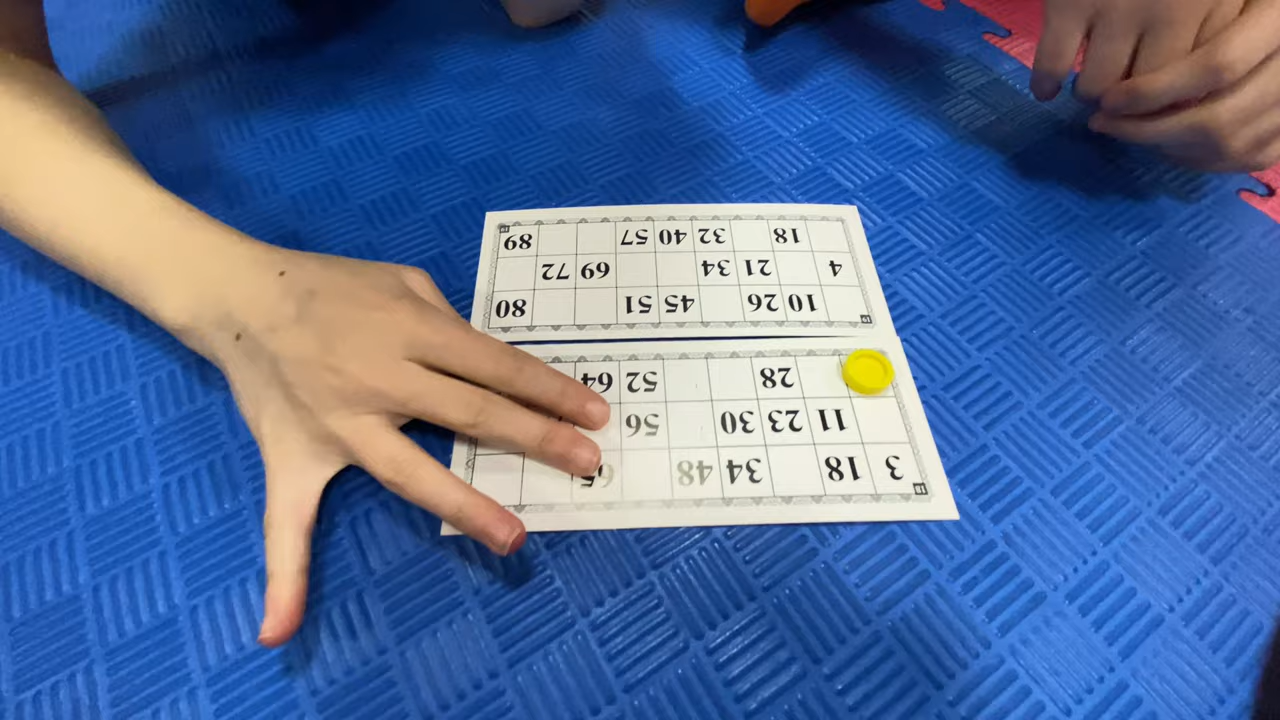 3 18 34 48 65
11 23 30 56
28 52 64
10 26 45 51 80
4 21 34 69 72
18 32 40 57 89